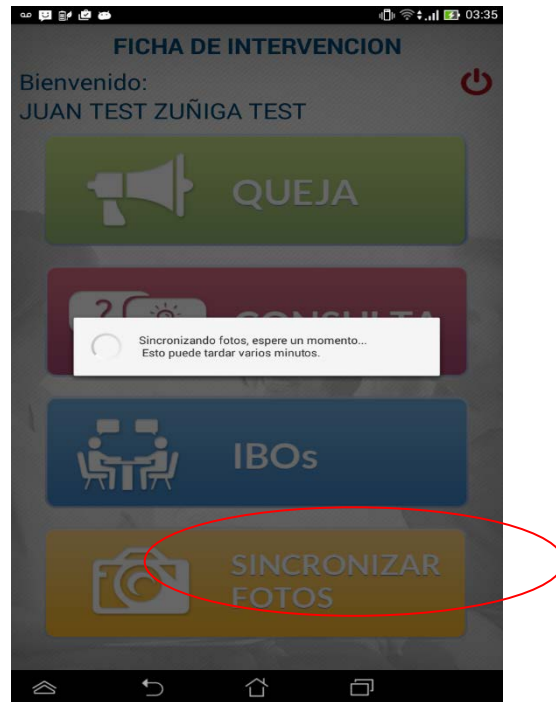 03:35
FICHA DE INTERVENCION
Bienvenido:
JUAN TEST ZUÑIGA TEST
QUEJA
CONSULTA
Sincronizando fotos, espere un momento...
Esto puede tardar varios minutos.
IBOs
SINCRONIZAR
FOTOS